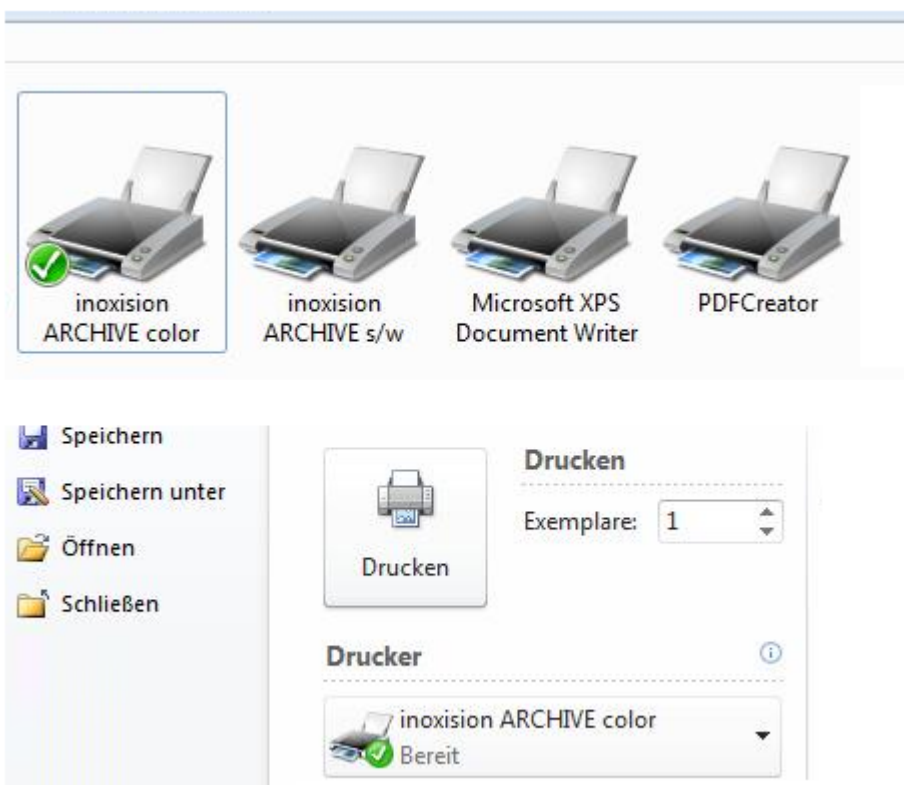 inoxision
ARCHIVE color
inoxision
ARCHIVE s/w
Microsoft XPS
Document Writer
PDFCreator
Speichern
Speichern unter
Öffnen
Schließen
Drucken
Drucken
Exemplare: 1
Drucker
inoxision ARCHIVE color
Bereit